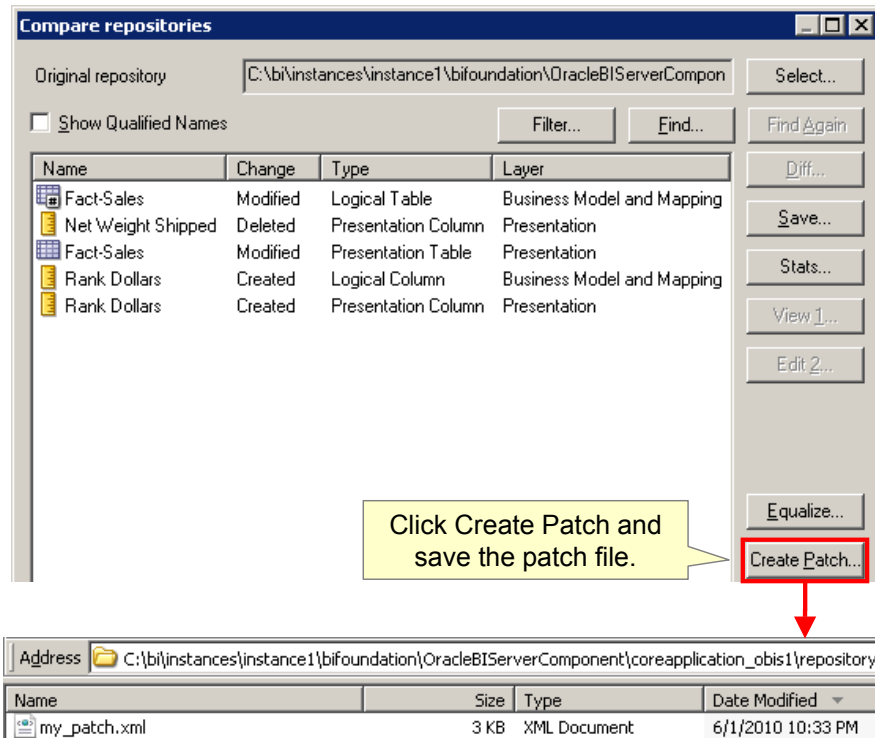 Compare repositories
Original repository C:\bi\instances\instance1\bifoundation\OracleBIServerCompon Select...
Show Qualified Names Filter... Find... Find Again
Name Change Type Layer Diff...
Fact-Sales Modified Logical Table Business Model and Mapping
Net Weight Shipped Deleted Presentation Column Presentation Save...
Fact-Sales Modified Presentation Table Presentation
Rank Dollars Created Logical Column Business Model and Mapping Stats...
Rank Dollars Created Presentation Column Presentation
View 1...
Edit 2...
Equalize...
Click Create Patch and
save the patch file.
Create Patch...
Address C:\bi\instances\instance1\bifoundation\OracleBIServerComponent\coreapplication_obis1\repository
Name Size Type Date Modified
my_patch.xml 3 KB XML Document 6/1/2010 10:33 PM